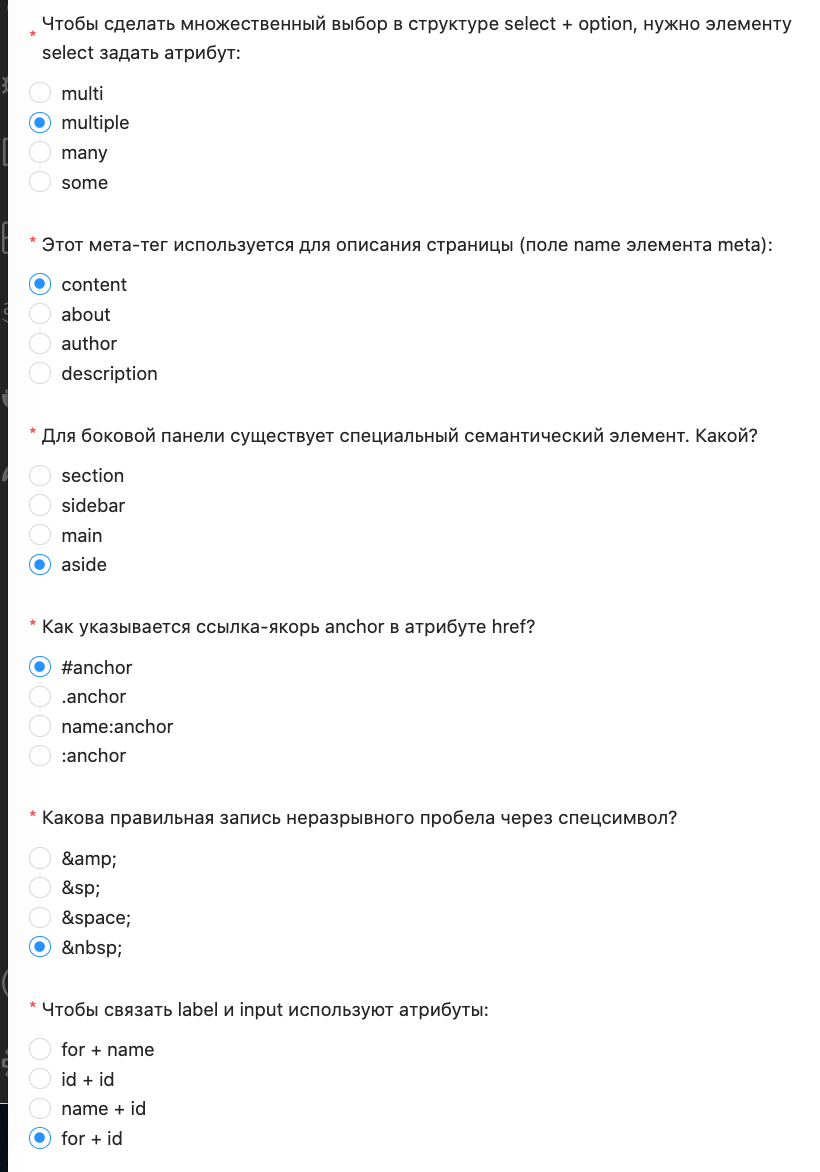 * Чтобы сделать множественный выбор в структуре select + option, нужно элементу
select задать атрибут:
multi
multiple
many
some
* Этот мета-тег используется для описания страницы (поле name элемента meta):
content
about
author
description
* Для боковой панели существует специальный семантический элемент. Какой?
section
sidebar
main
aside
* Как указывается ссылка-якорь anchor в атрибуте href?
#anchor
.anchor
name:anchor
:anchor
* Какова правильная запись неразрывного пробела через спецсимвол?
&amp;
&sp;
&space;
&nbsp;
* Чтобы связать label и input используют атрибуты:
for + name
id + id
name + id
for + id